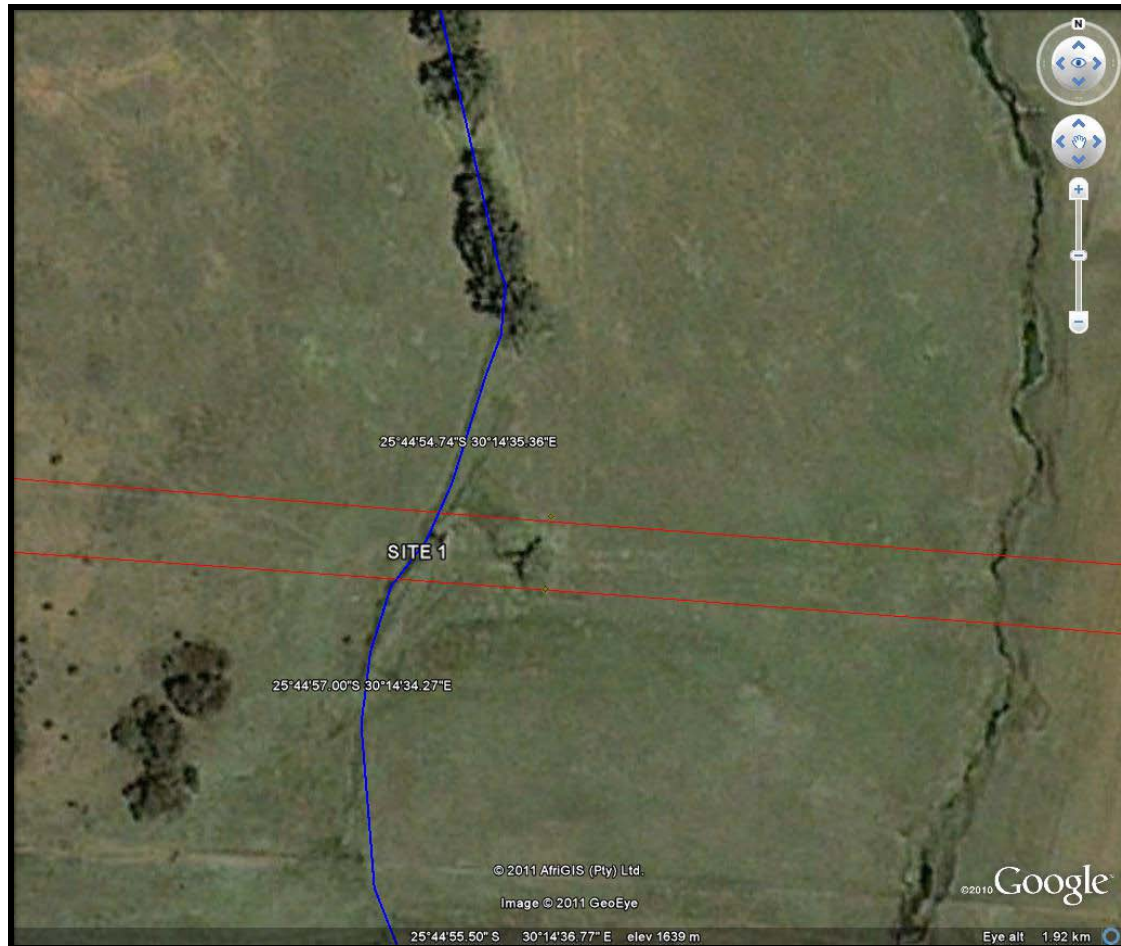 N
25°44'54.74"S 30°14'35.36"E
SITE 1
25°44'57.00"S 30°14'34.27"E
© 2011 AfriGIS (Pty) Ltd.
Image © 2011 GeoEye
©2010 Google
25°44'55.50" S 30°14'36.77" E elev 1639 m Eye alt 1.92 km